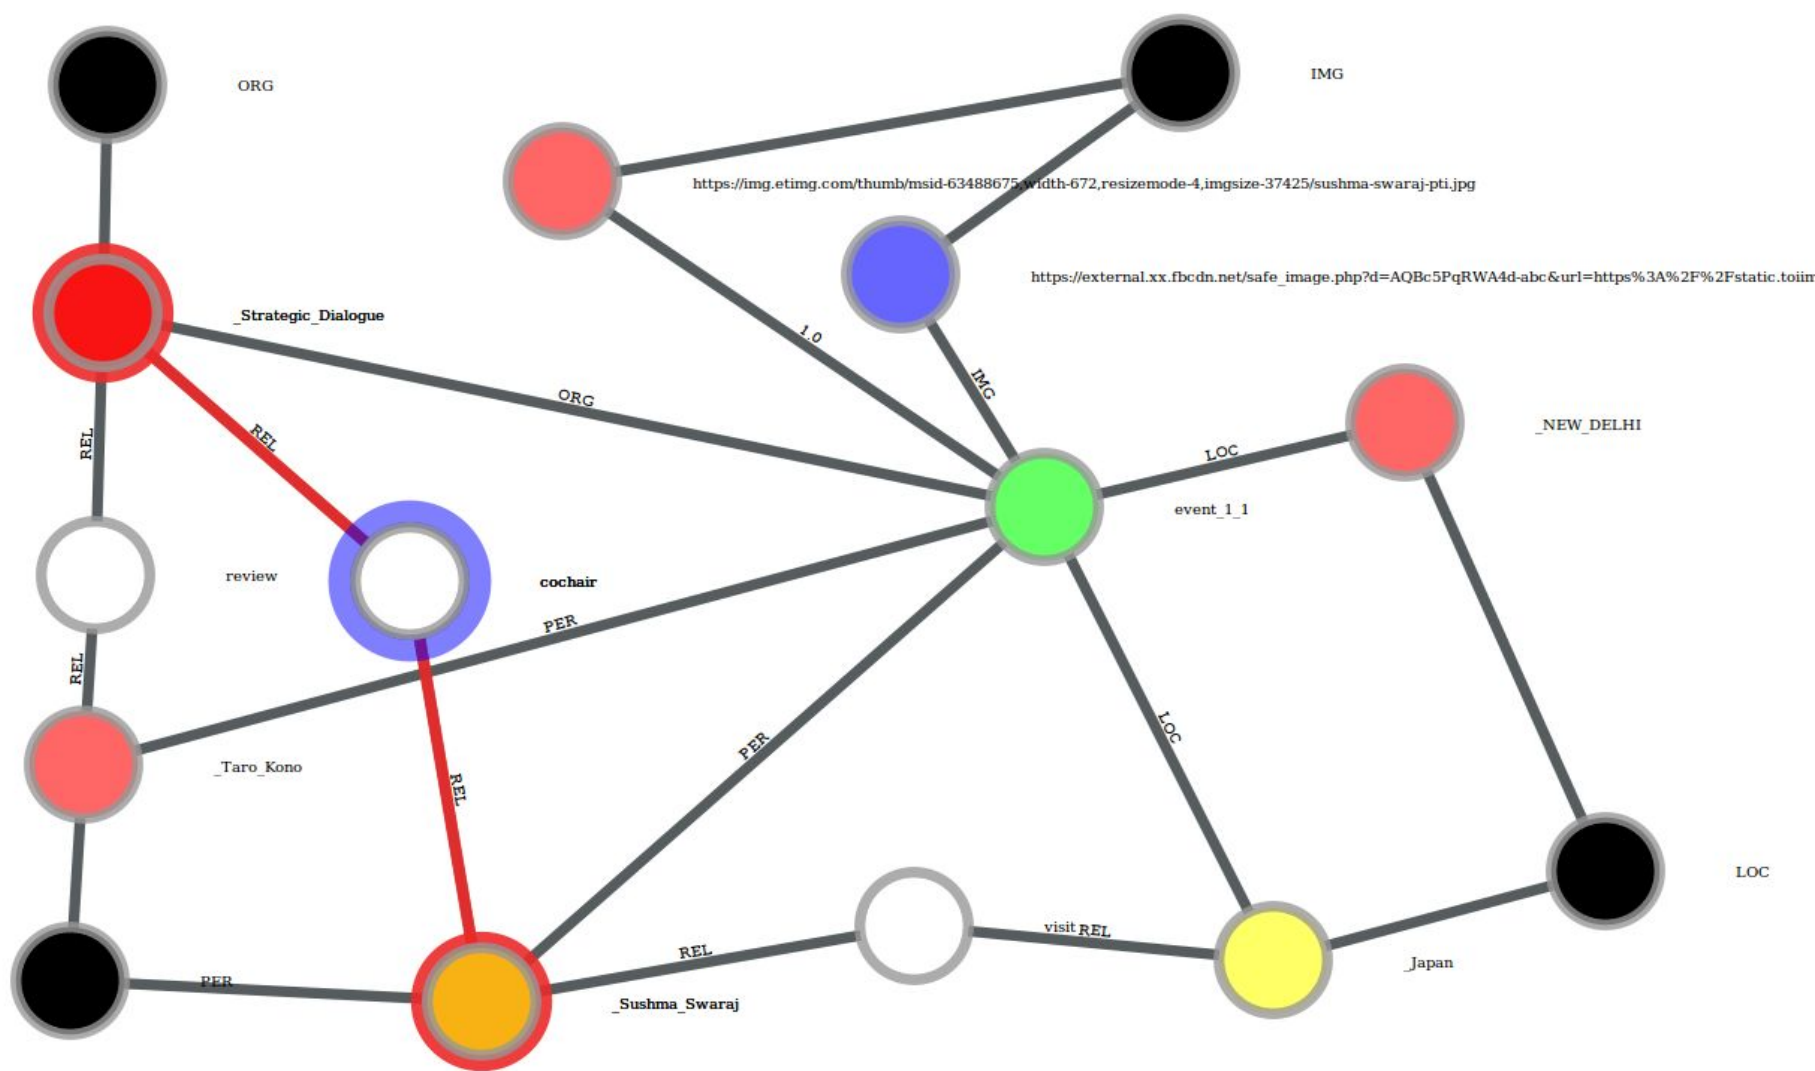 ORG
IMG
https://img.etimg.com/thumb/msid-63488675,width-672,resizemode-4,imgsize-37425/sushma-swaraj-pti.jpg
https://external.xx.fbcdn.net/safe_image.php?d=AQBc5PqRWA4d-abc&url=https%3A%2F%2Fstatic.toiim
_Strategic_Dialogue
1.0
IMG
ORG
_NEW_DELHI
REL
REL
LOC
event_1_1
review
cochair
PER
REL
LOC
PER
_Taro_Kono
REL
LOC
visit
REL
REL
_Japan
PER
_Sushma_Swaraj